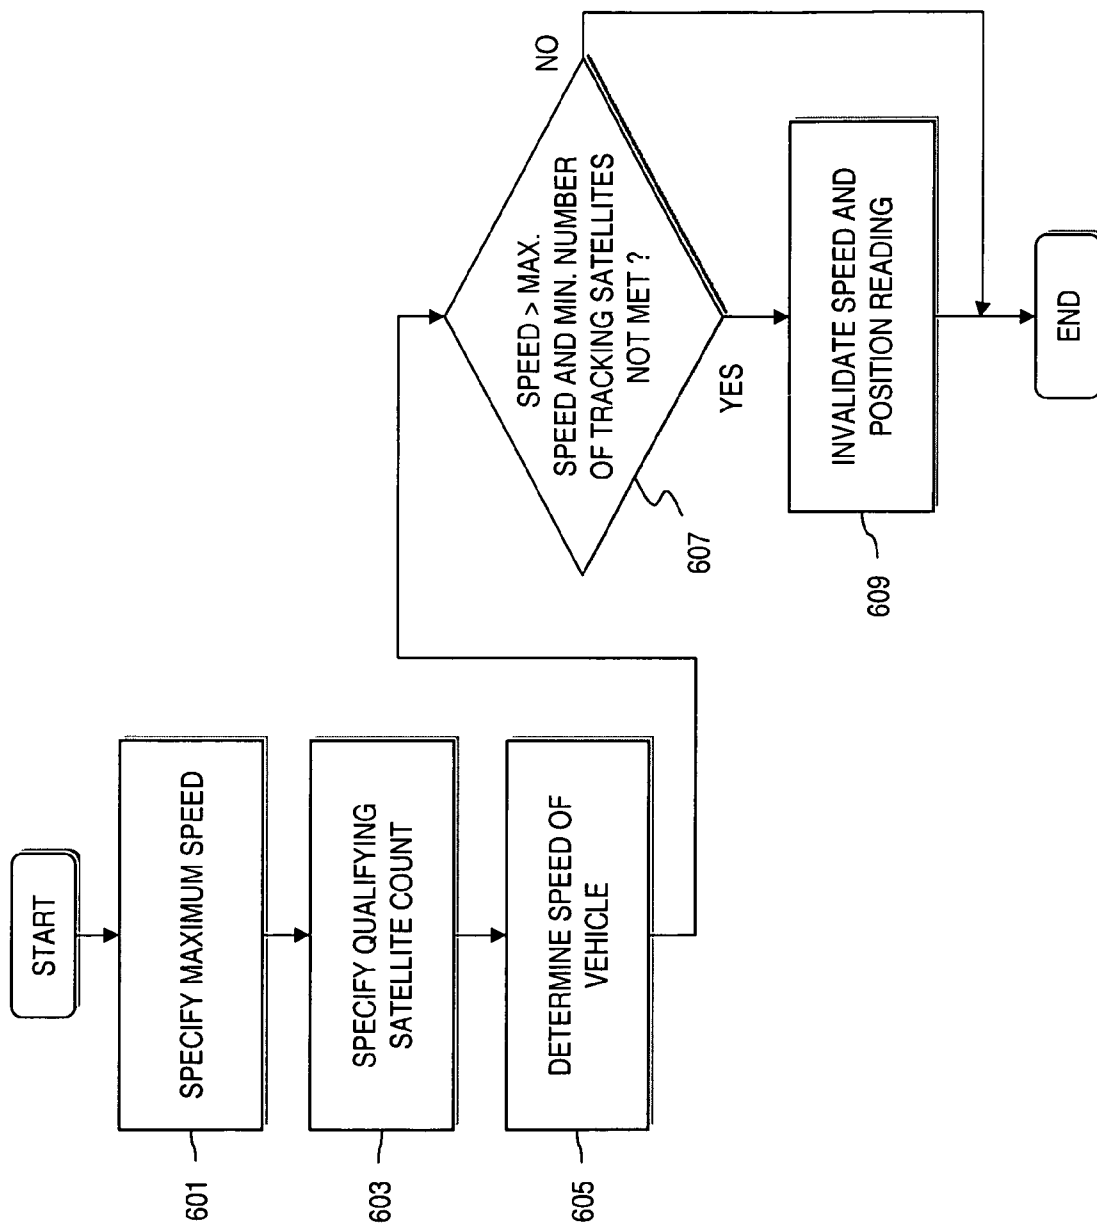 START
SPECIFY MAXIMUM SPEED
601
SPECIFY QUALIFYING
SATELLITE COUNT
603
DETERMINE SPEED OF
VEHICLE
605
SPEED > MAX.
SPEED AND MIN. NUMBER
OF TRACKING SATELLITES
NOT MET ?
NO
YES
607
INVALIDATE SPEED AND
POSITION READING
609
END